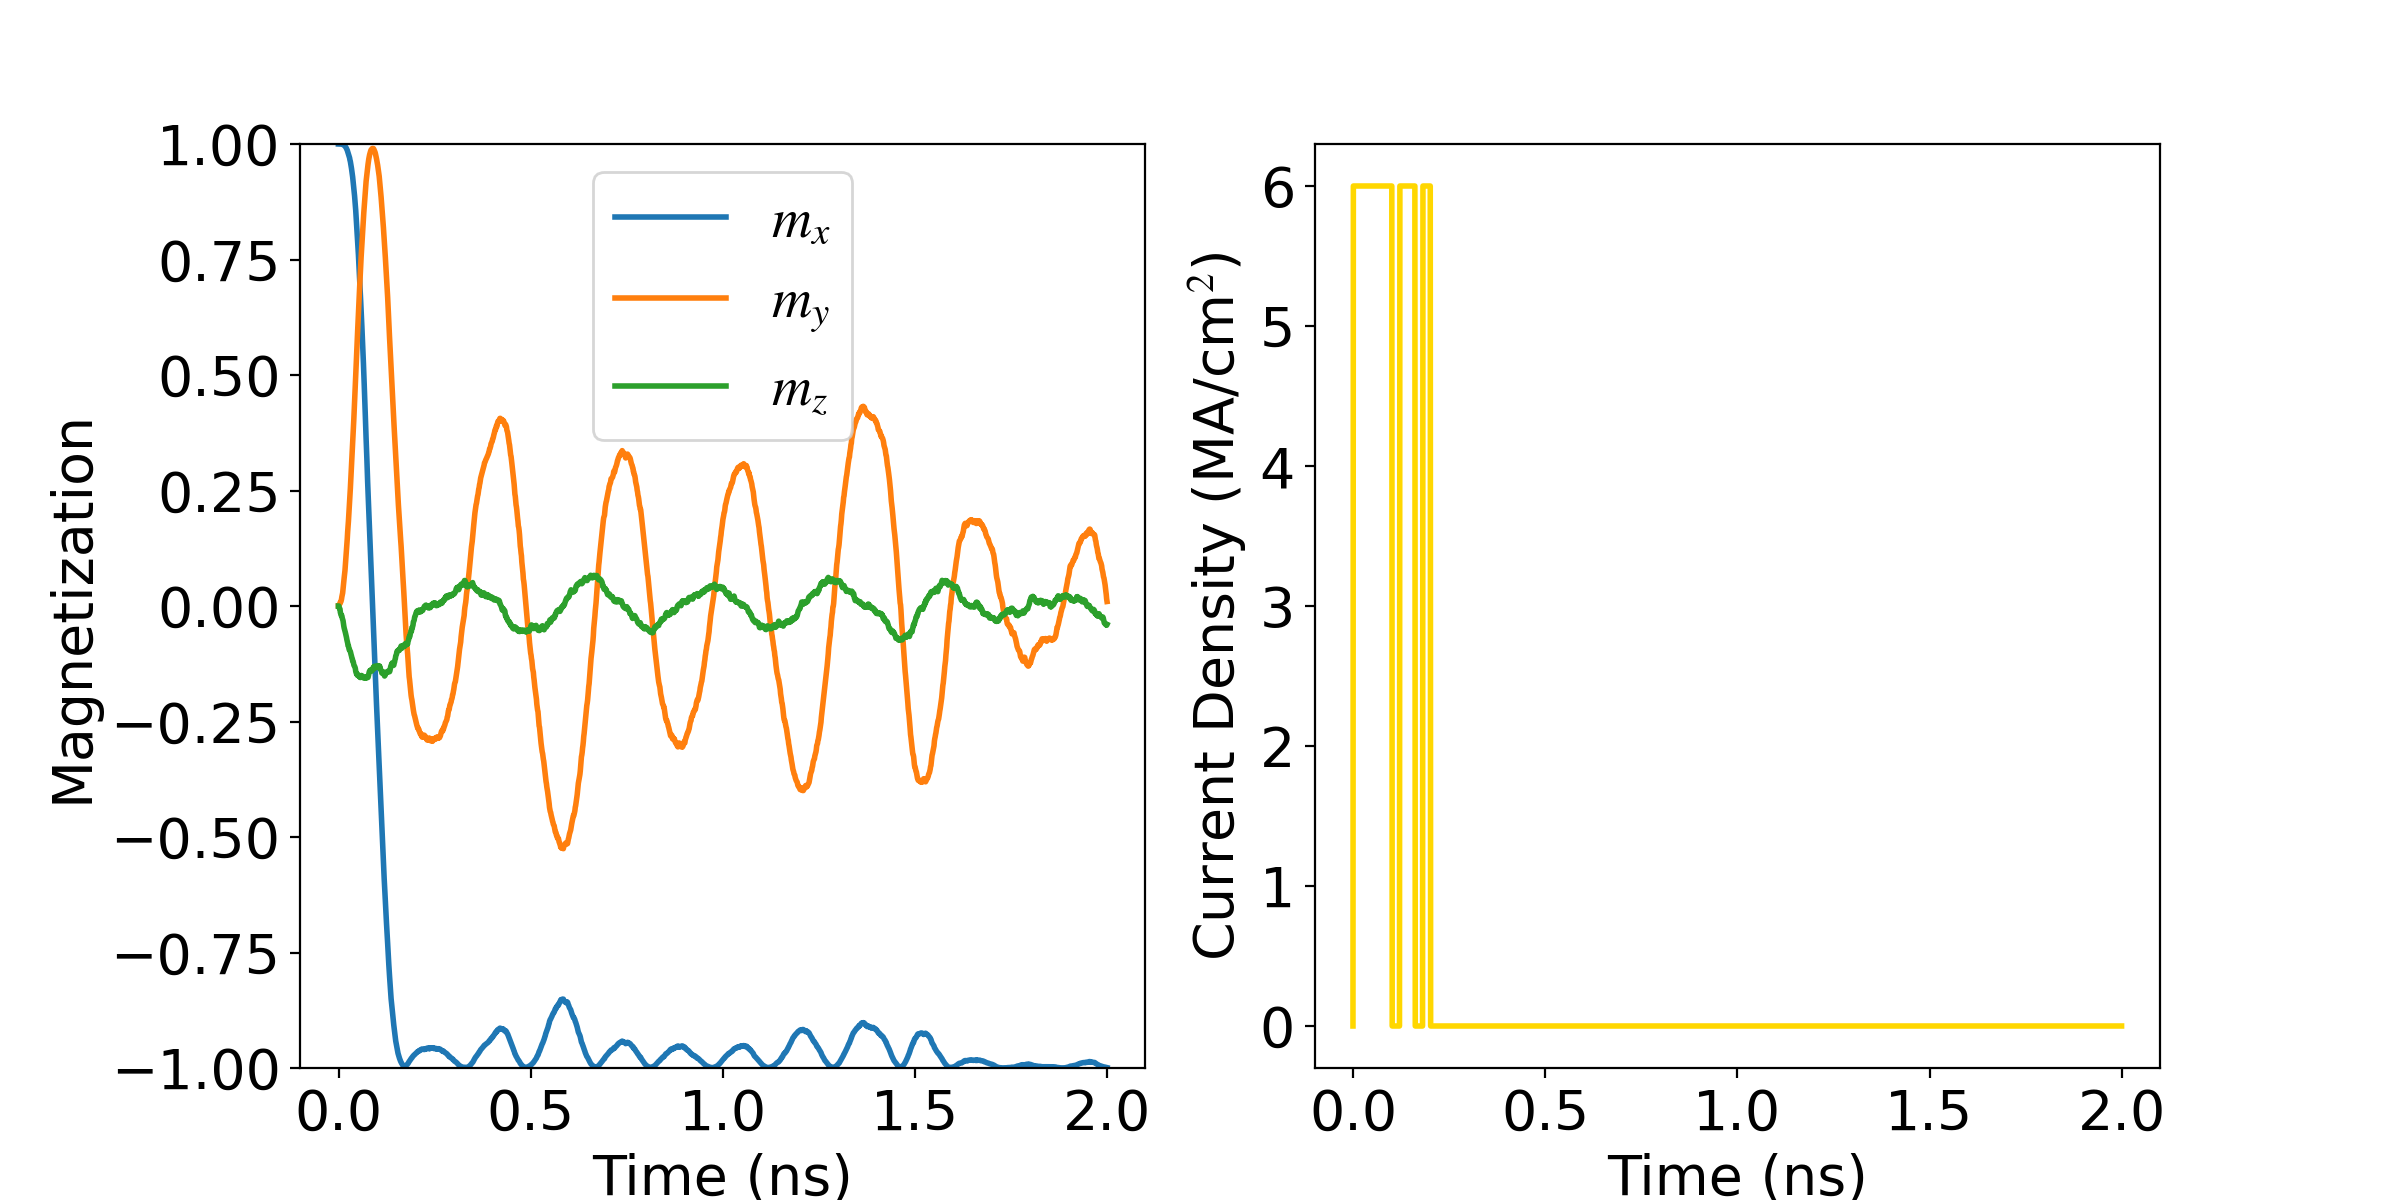 1.00
0.75
0.50
0.25
0.00
−0.25
−0.50
−0.75
−1.00
Magnetization
0.0 0.5 1.0 1.5 2.0
Time (ns)
m_x
m_y
m_z
6
5
4
3
2
1
0
Current Density (MA/cm²)
0.0 0.5 1.0 1.5 2.0
Time (ns)